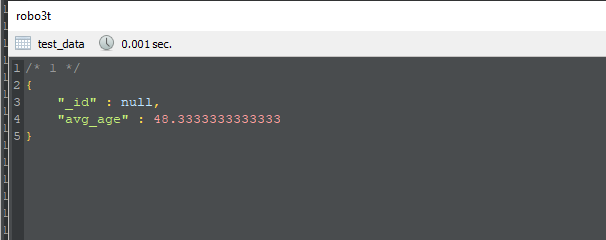 robo3t
test_data 0.001 sec.
1 /* 1 */
2 {
3 "_id" : null,
4 "avg_age" : 48.3333333333333
5 }